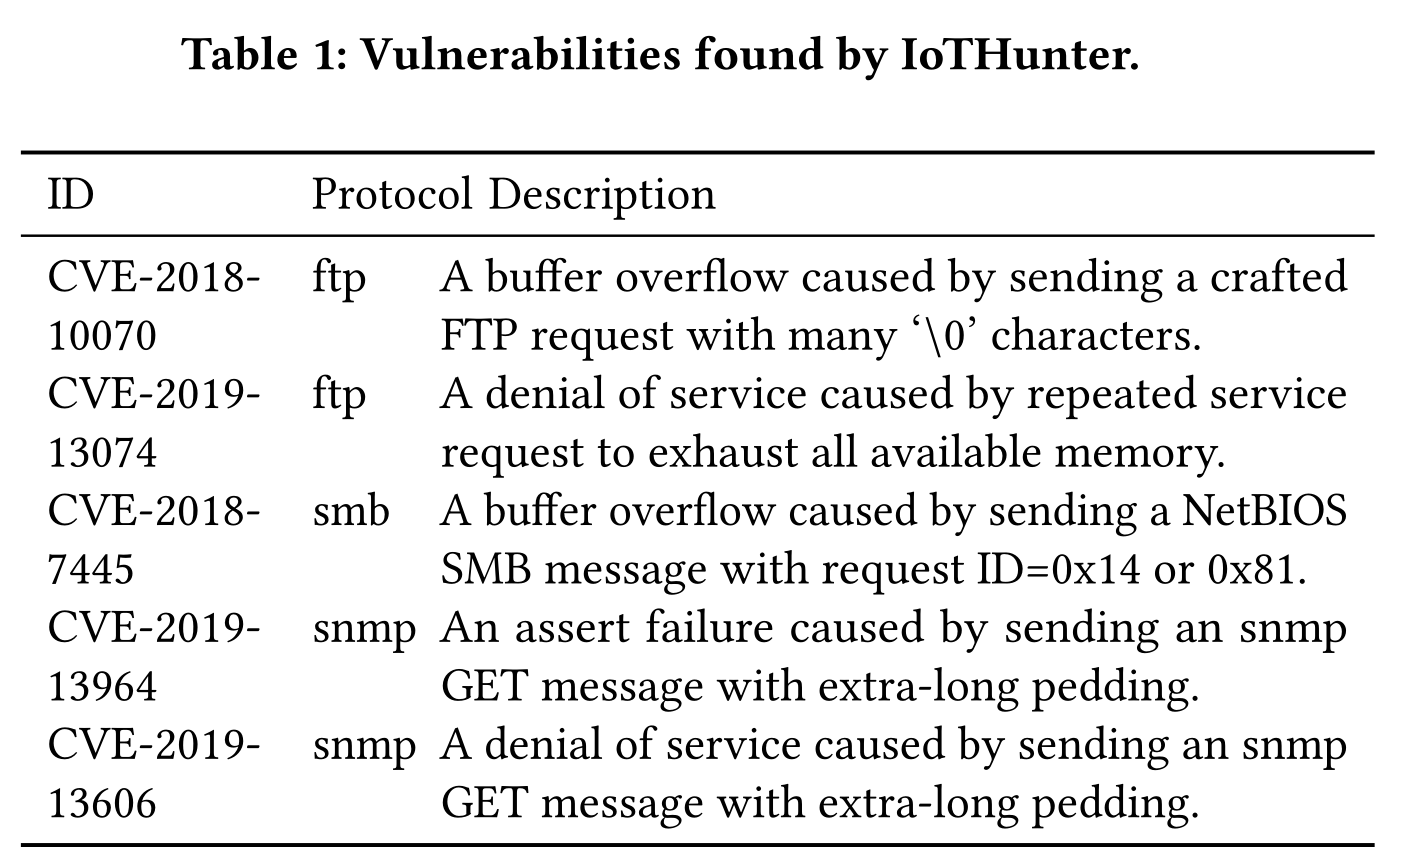 Table 1: Vulnerabilities found by IoTHunter.
ID Protocol Description
CVE-2018- ftp A buffer overflow caused by sending a crafted
10070 FTP request with many ‘\0’ characters.
CVE-2019- ftp A denial of service caused by repeated service
13074 request to exhaust all available memory.
CVE-2018- smb A buffer overflow caused by sending a NetBIOS
7445 SMB message with request ID=0x14 or 0x81.
CVE-2019- snmp An assert failure caused by sending an snmp
13964 GET message with extra-long pedding.
CVE-2019- snmp A denial of service caused by sending an snmp
13606 GET message with extra-long pedding.